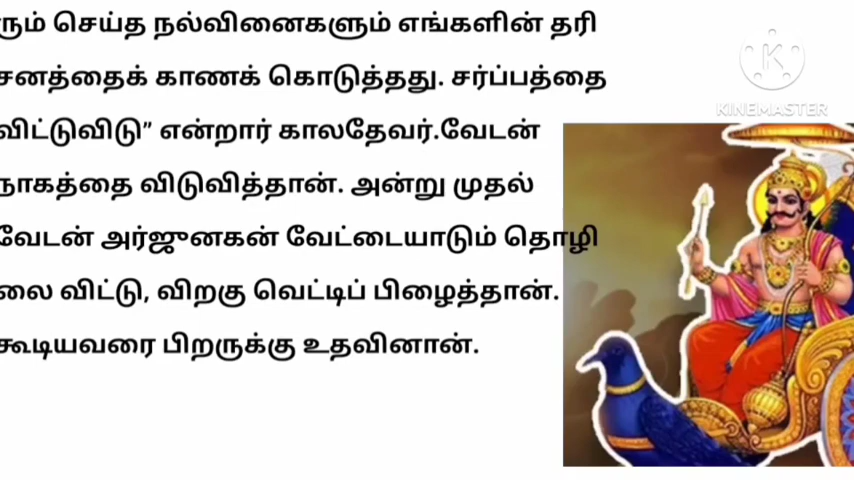 ரும் செய்த நல்வினைகளும் எங்களின் தரி
சனத்தைக் காணக் கொடுத்தது. சர்ப்பத்தை
விட்டுவிடு” என்றார் காலதேவர்.வேடன்
நாகத்தை விடுவித்தான். அன்று முதல்
வேடன் அர்ஜுனகன் வேட்டையாடும் தொழி
லை விட்டு, விறகு வெட்டிப் பிழைத்தான்.
கூடியவரை பிறருக்கு உதவினான்.
K
KINEMASTER